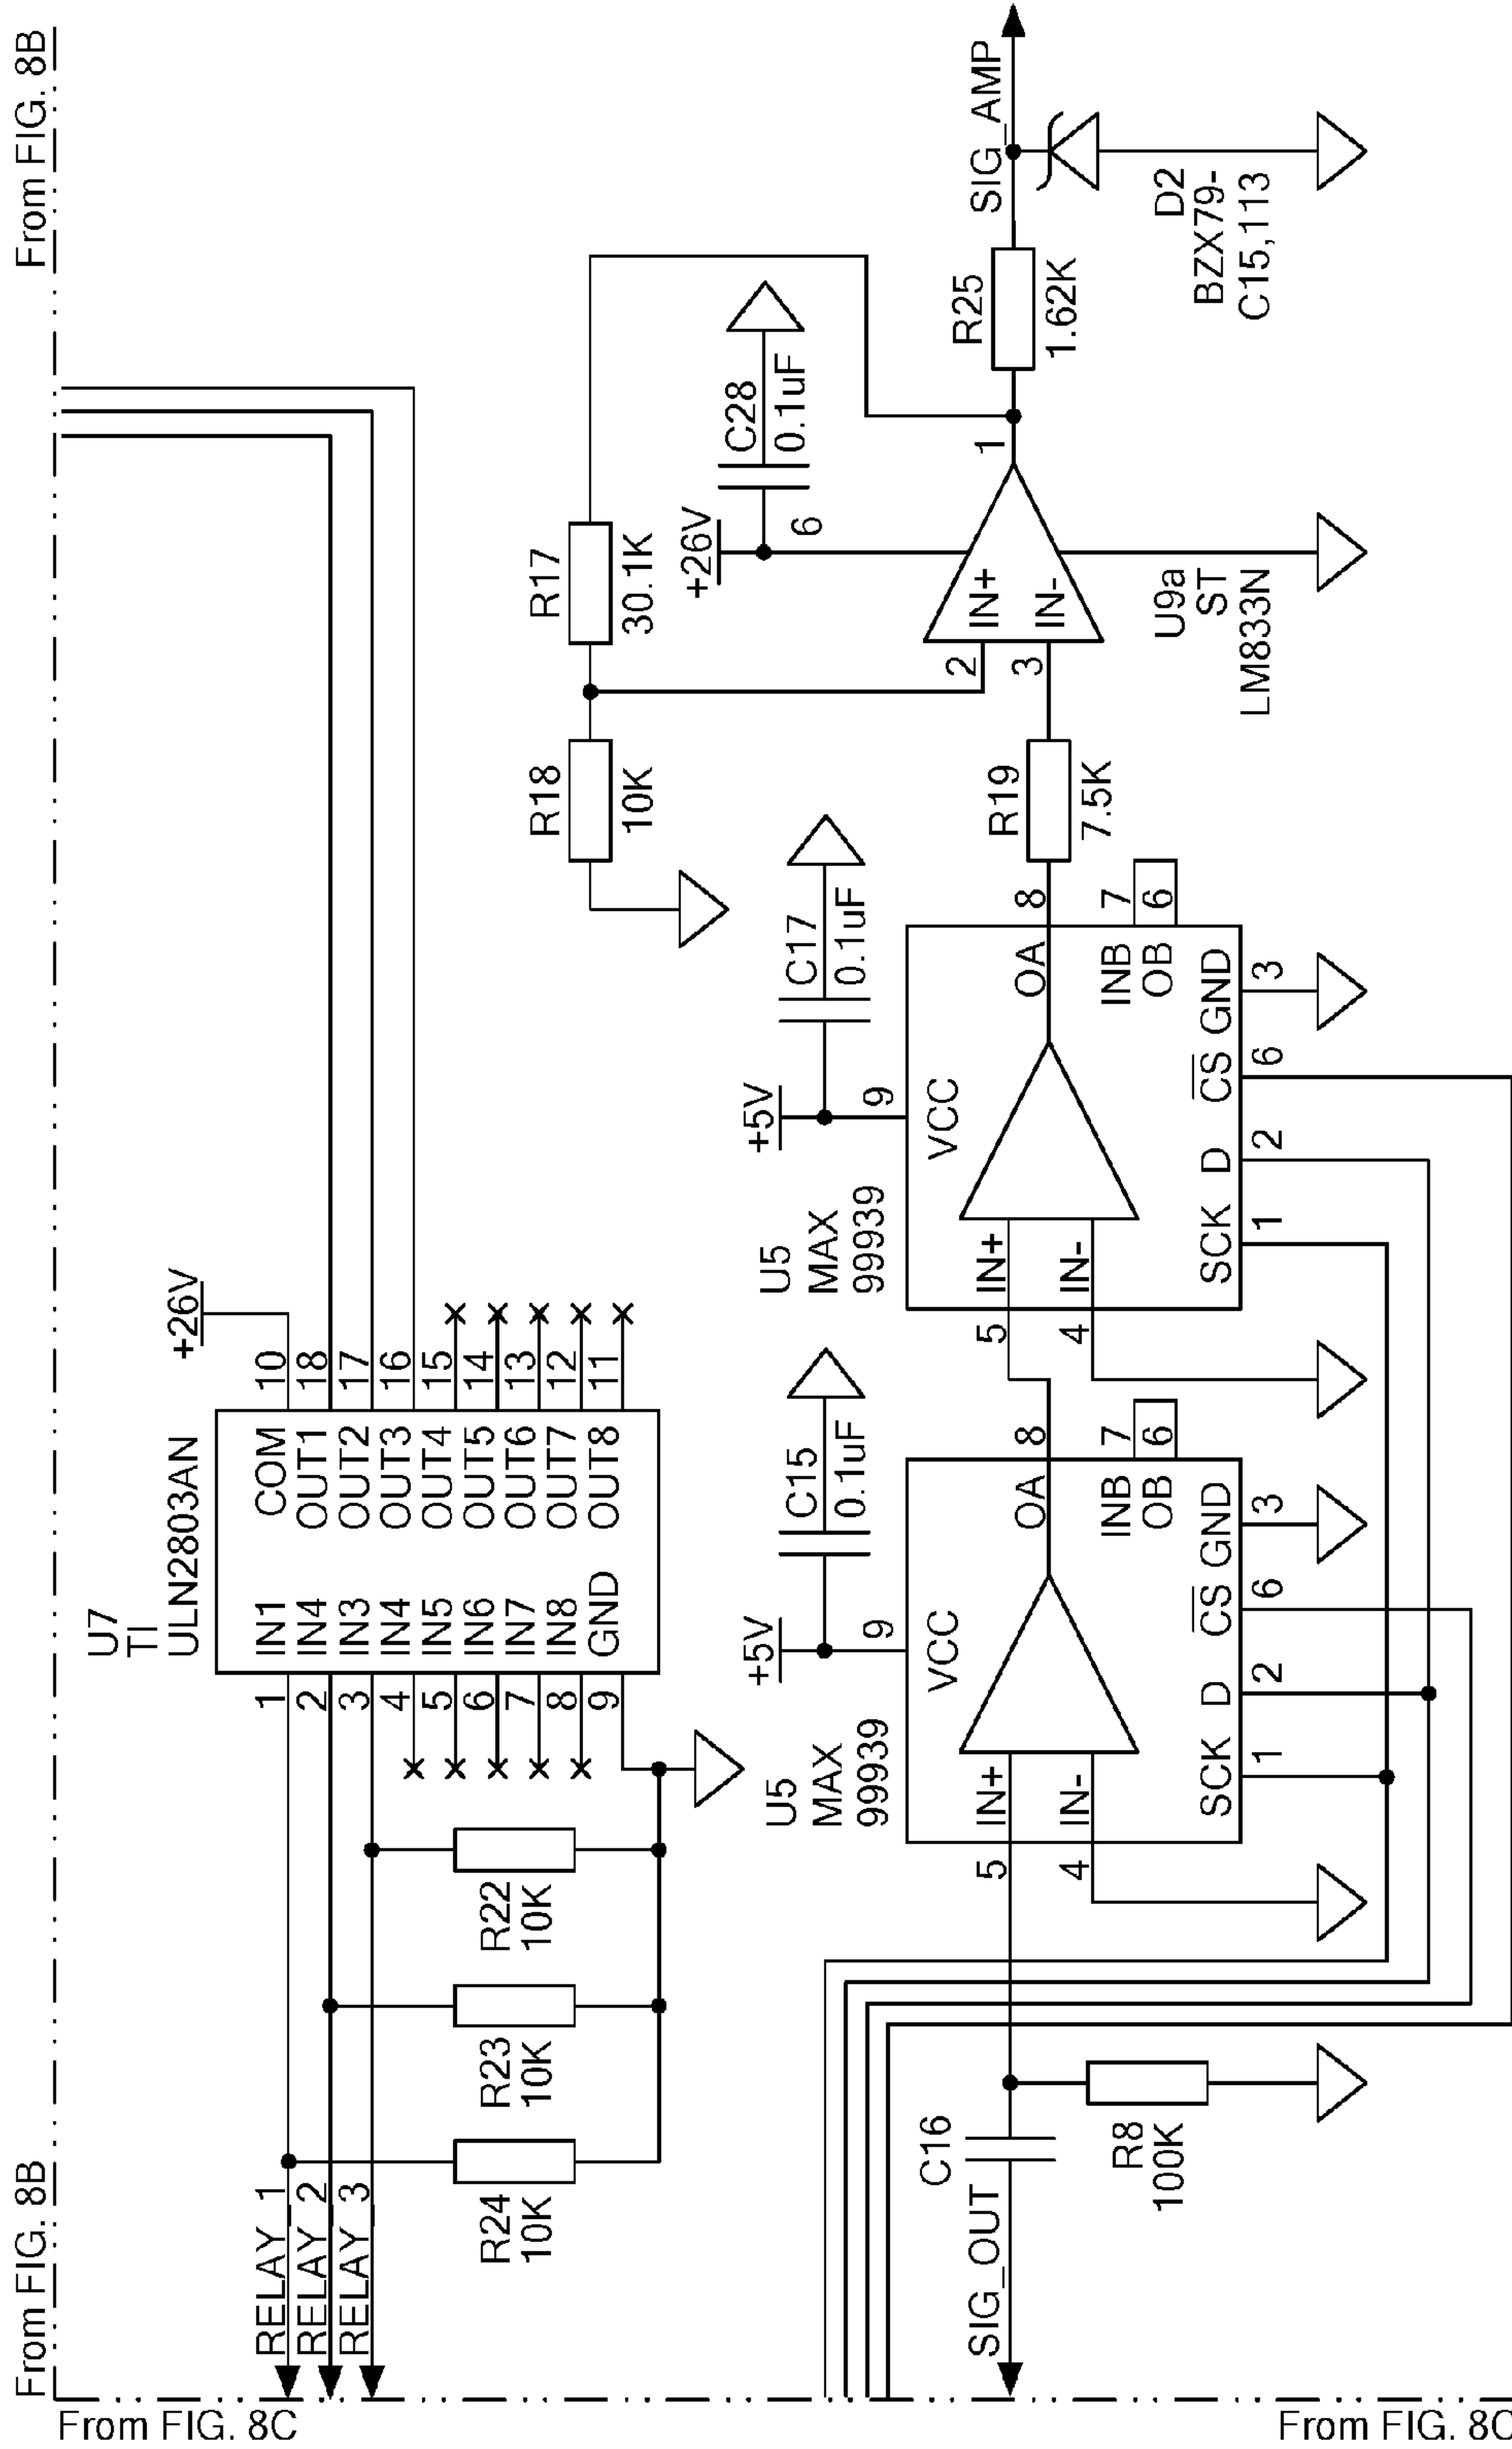 From FIG. 8B
From FIG. 8B
U7
TI
ULN2803AN
+26V
RELAY_1
RELAY_2
RELAY_3
1
2
3
4
5
6
7
8
9
IN1
IN4
IN3
IN4
IN5
IN6
IN7
IN8
GND
COM
OUT1
OUT2
OUT3
OUT4
OUT5
OUT6
OUT7
OUT8
10
18
17
16
15
14
13
12
11
R24
10K
R23
10K
R22
10K
R18
10K
R17
30.1K
SIG_OUT
C16
R8
100K
U5
MAX
99939
+5V
C15
0.1uF
9
VCC
5
IN+
4
IN-
OA
8
INB
7
OB
6
SCK
D
CS
GND
1
2
6
3
U5
MAX
99939
+5V
C17
0.1uF
9
VCC
5
IN+
4
IN-
OA
8
INB
7
OB
6
SCK
D
CS
GND
1
2
6
3
R19
7.5K
+26V
C28
0.1uF
6
2
IN+
3
IN-
1
U9a
ST
LM833N
R25
1.62K
SIG_AMP
D2
BZX79-
C15,113
From FIG. 8C
From FIG. 8C